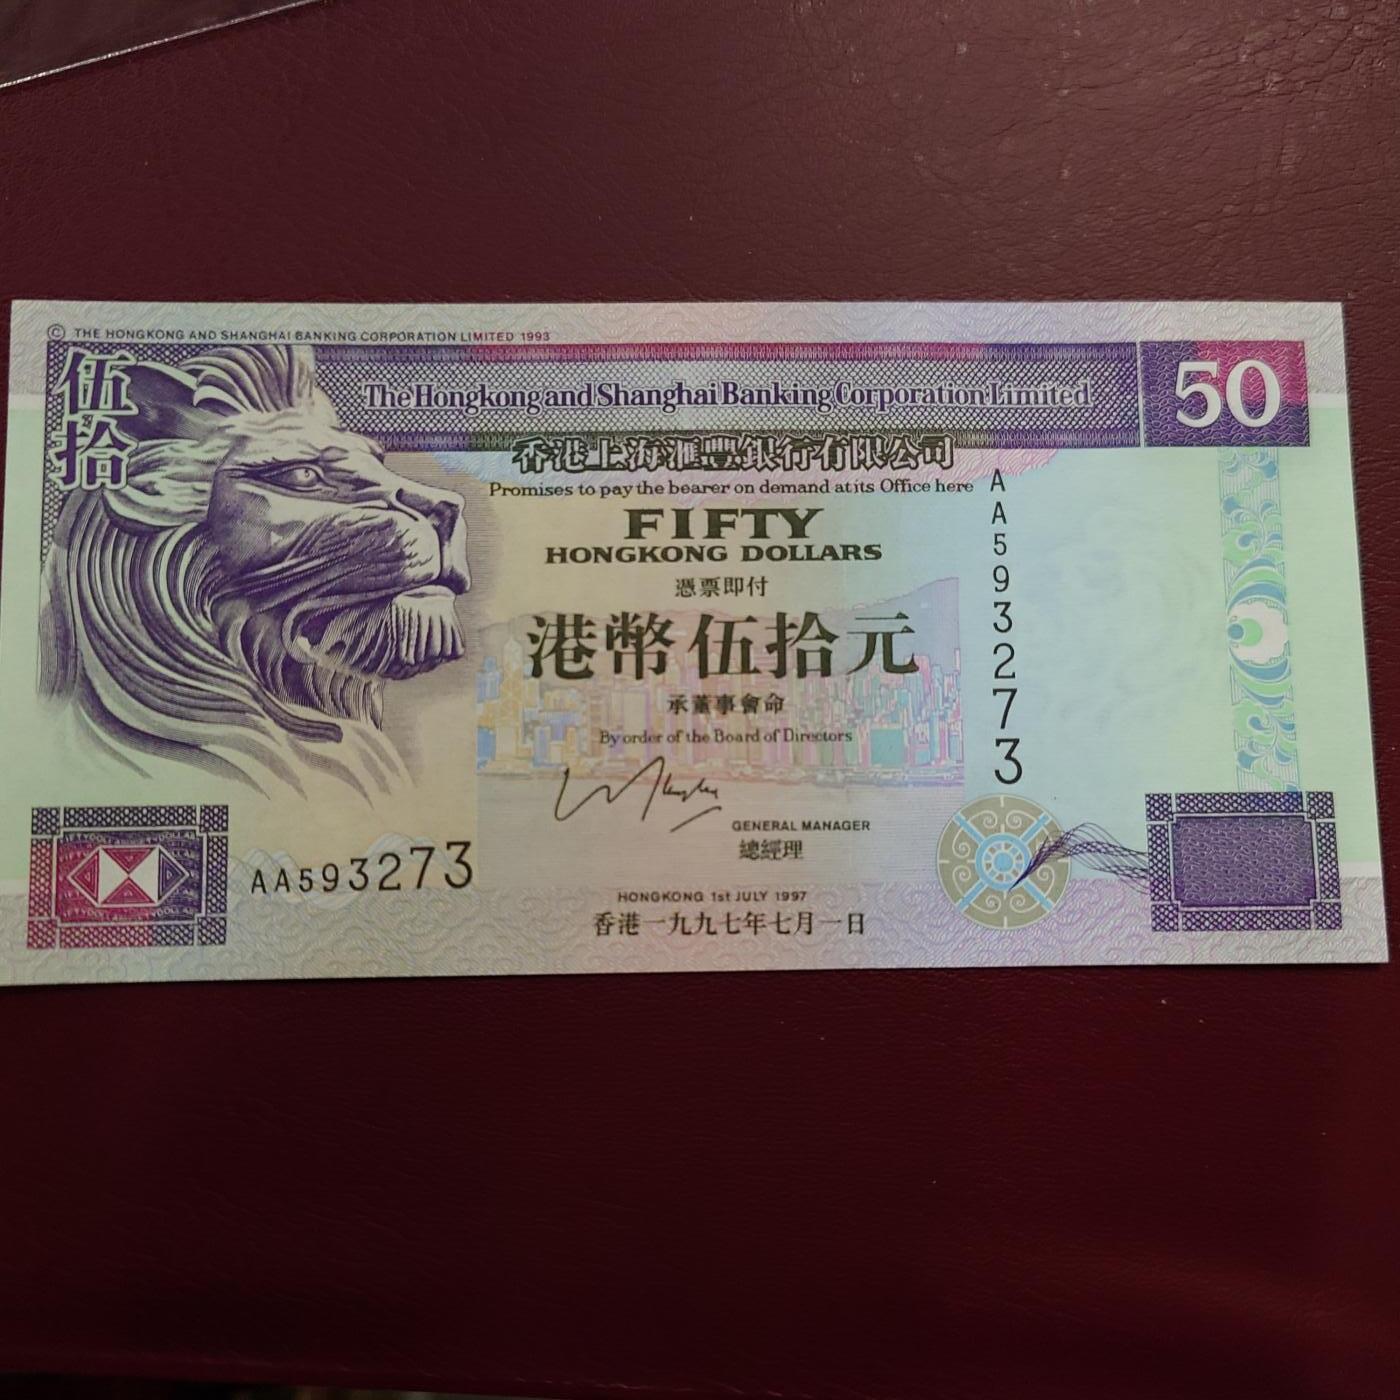 © THE HONGKONG AND SHANGHAI BANKING CORPORATION LIMITED 1993
伍拾
The Hongkong and Shanghai Banking Corporation Limited
50
香港上海滙豐銀行有限公司
Promises to pay the bearer on demand at its Office here
AA593273
FIFTY
HONGKONG DOLLARS
憑票即付
港幣伍拾元
承董事會命
By order of the Board of Directors
GENERAL MANAGER
總經理
AA593273
HONGKONG 1st JULY 1997
香港一九九七年七月一日